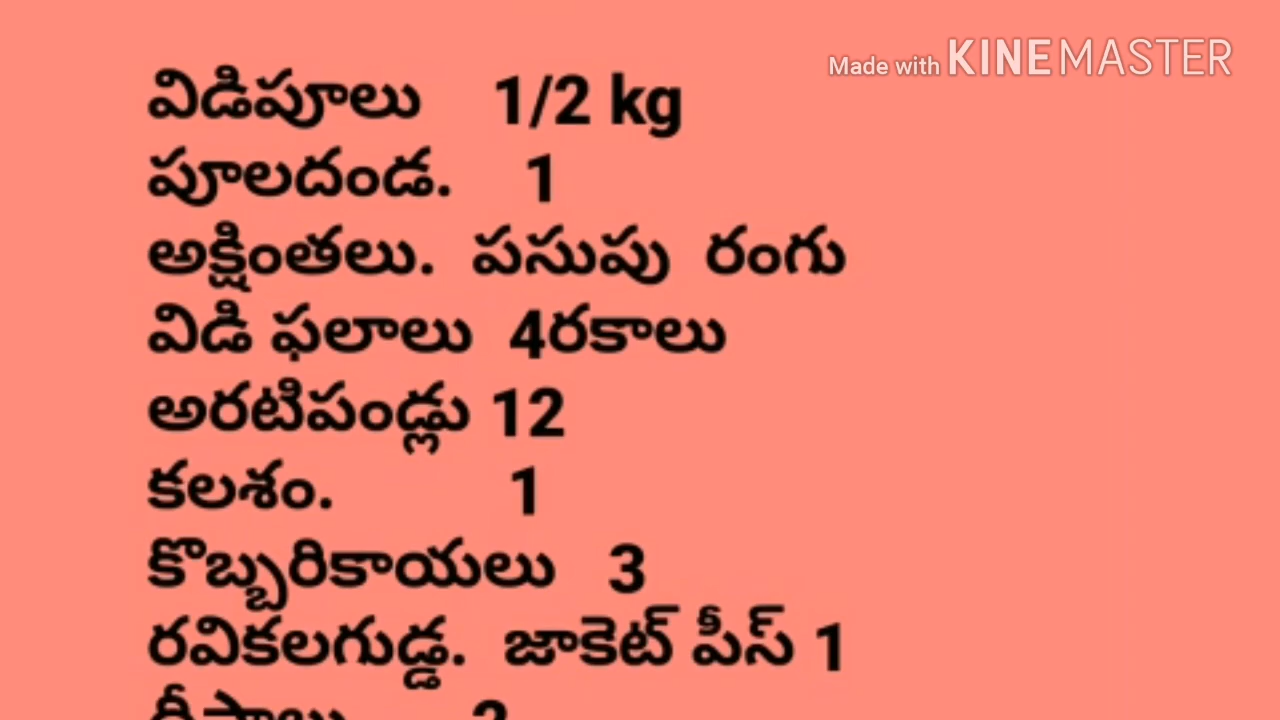 Made with KINEMASTER
విడిపూలు 1/2 kg
పూలదండ. 1
అక్షింతలు. పసుపు రంగు
విడి ఫలాలు 4రకాలు
అరటిపండ్లు 12
కలశం. 1
కొబ్బరికాయలు 3
రవికలగుడ్డ. జాకెట్ పీస్ 1